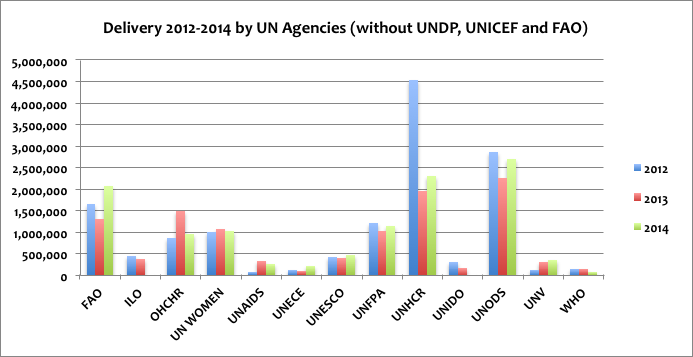 Delivery 2012-2014 by UN Agencies (without UNDP, UNICEF and FAO)
5,000,000
4,500,000
4,000,000
3,500,000
3,000,000
2,500,000
2,000,000
1,500,000
1,000,000
500,000
0
2012
2013
2014
FAO
ILO
OHCHR
UN WOMEN
UNAIDS
UNECE
UNESCO
UNFPA
UNHCR
UNIDO
UNODS
UNV
WHO